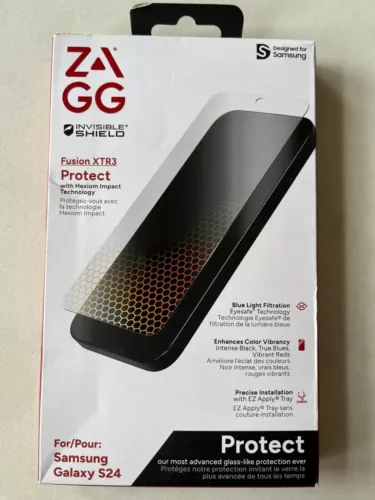 ZAGG
Designed for
Samsung
INVISIBLE+
SHIELD
Fusion XTR3
Protect
with Hexiom Impact
Technology
Protégez-vous avec
la technologie
Hexiom Impact
Blue Light Filtration
Eyesafe® Technology
Technologie Eyesafe® de
filtration de la lumière bleue
Enhances Color Vibrancy
Intense Black, True Blues,
Vibrant Reds
Améliore l'éclat des couleurs
Noir intense, vrais bleus,
rouges vibrants
Precise Installation
with EZ Apply® Tray
EZ Apply® Tray sans
couture installation
For/Pour:
Samsung
Galaxy S24
Protect
our most advanced glass-like protection ever
Protégez notre protection imitant le verre la
plus avancée de tous les temps